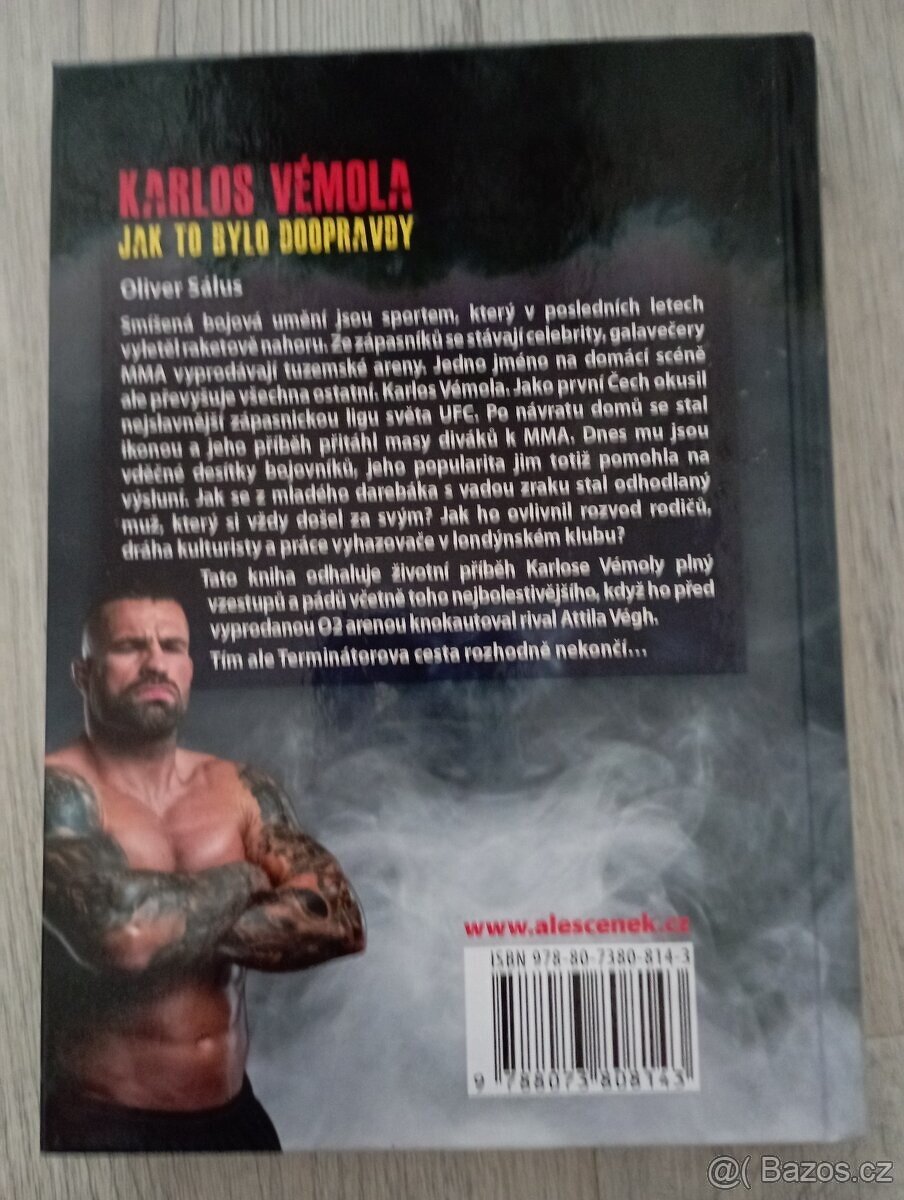 KARLOS VÉMOLA
JAK TO BYLO DOOPRAVDY
Oliver Sálus
Smíšená bojová umění jsou sportem, který v posledních letech
vyletěl raketově nahoru. Ze zápasníků se stávají celebrity, galavečery
MMA vyprodávají tuzemské areny. Jedno jméno na domácí scéně
ale převyšuje všechna ostatní. Karlos Vémola. Jako první Čech okusil
nejslavnější zápasnickou ligu světa UFC. Po návratu domů se stal
ikonou a jeho příběh přitáhl masy diváků k MMA. Dnes mu jsou
vděčné desítky bojovníků, jeho popularita jim totiž pomohla na
výsluní. Jak se z mladého darebáka s vadou zraku stal odhodlaný
muž, který si vždy došel za svým? Jak ho ovlivnil rozvod rodičů,
dráha kulturisty a práce vyhazovače v londýnském klubu?
Tato kniha odhaluje životní příběh Karlose Vémoly plný
vzestupů a pádů včetně toho nejbolestivějšího, když ho před
vyprodanou O2 arenou knokautoval rival Attila Végh.
Tím ale Terminátorova cesta rozhodně nekončí...
www.alescenek.cz
ISBN 978-80-7380-814-3
9 788073 808143
@( Bazos.cz